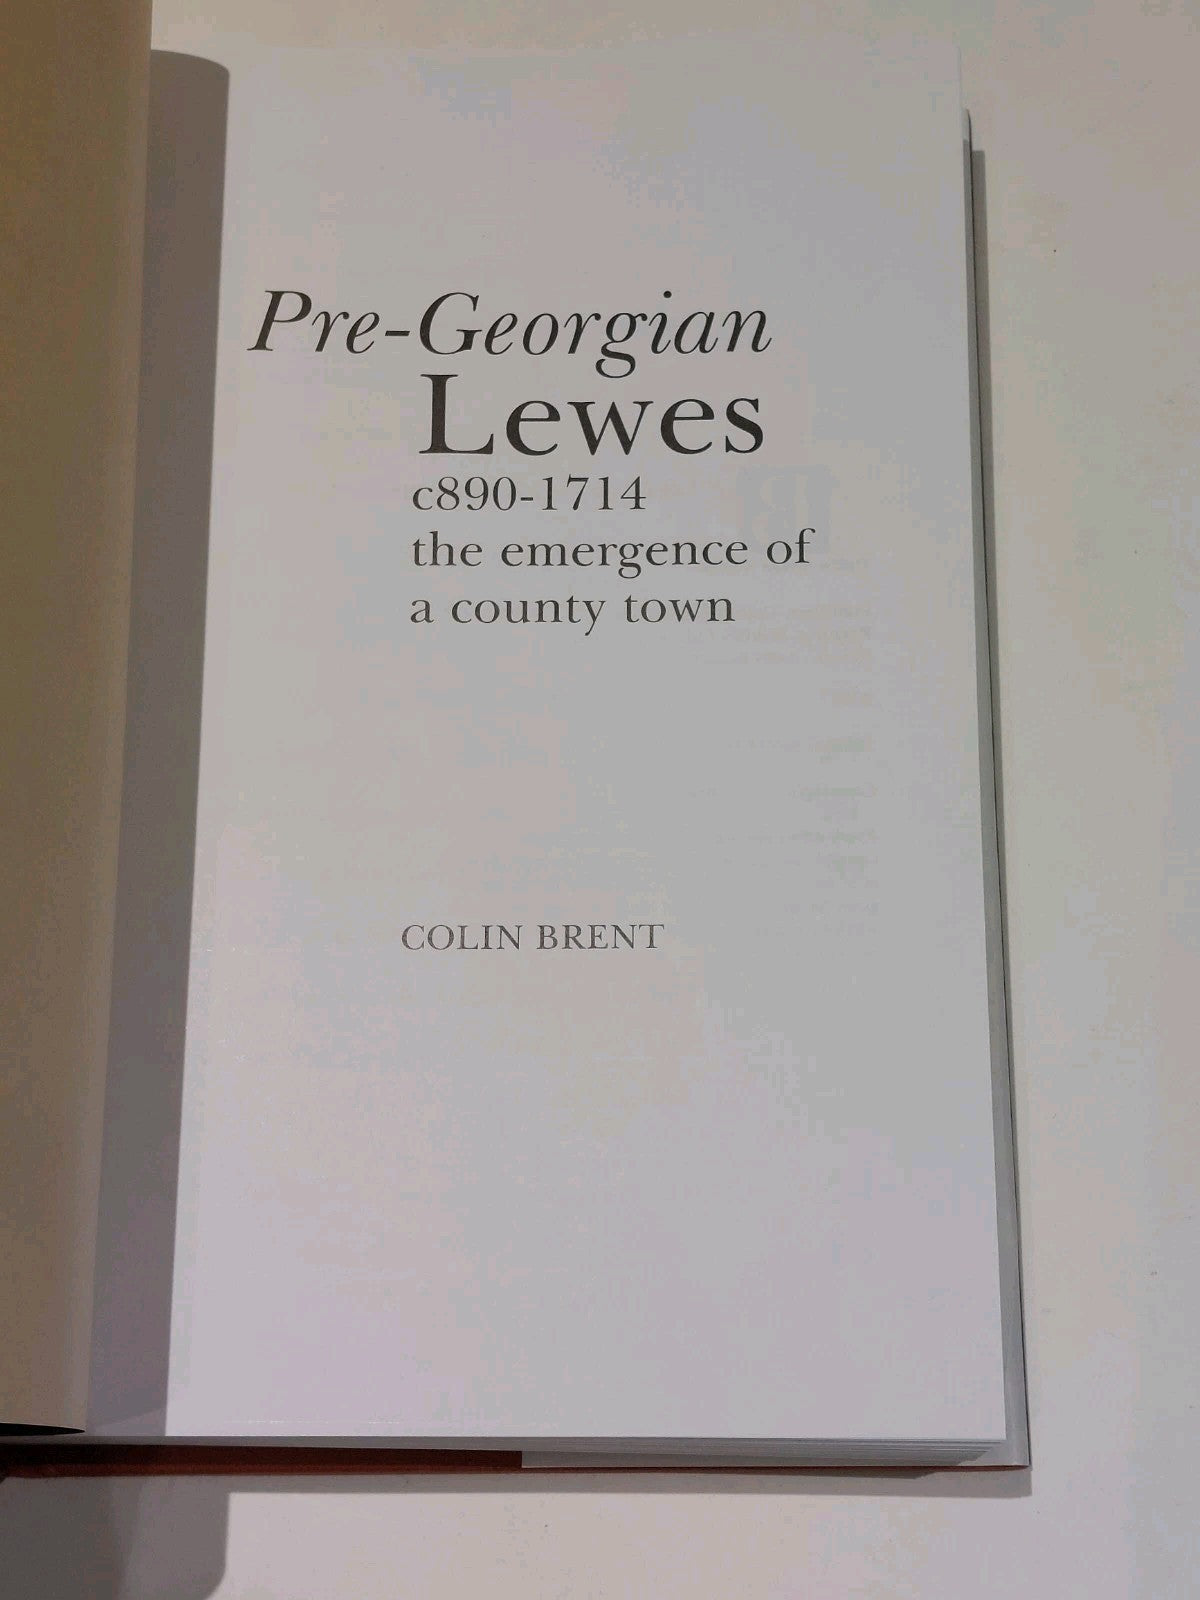 Pre-Georgian
Lewes
c890-1714
the emergence of
a county town
COLIN BRENT